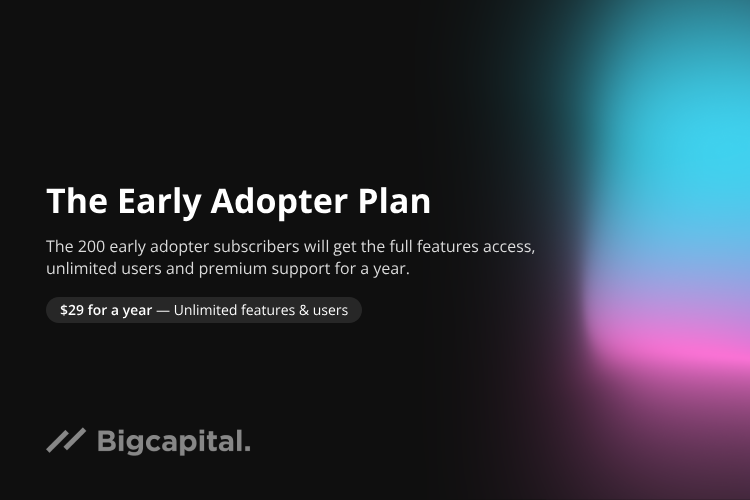 The Early Adopter Plan
The 200 early adopter subscribers will get the full features access,
unlimited users and premium support for a year.
$29 for a year — Unlimited features & users
Bigcapital.